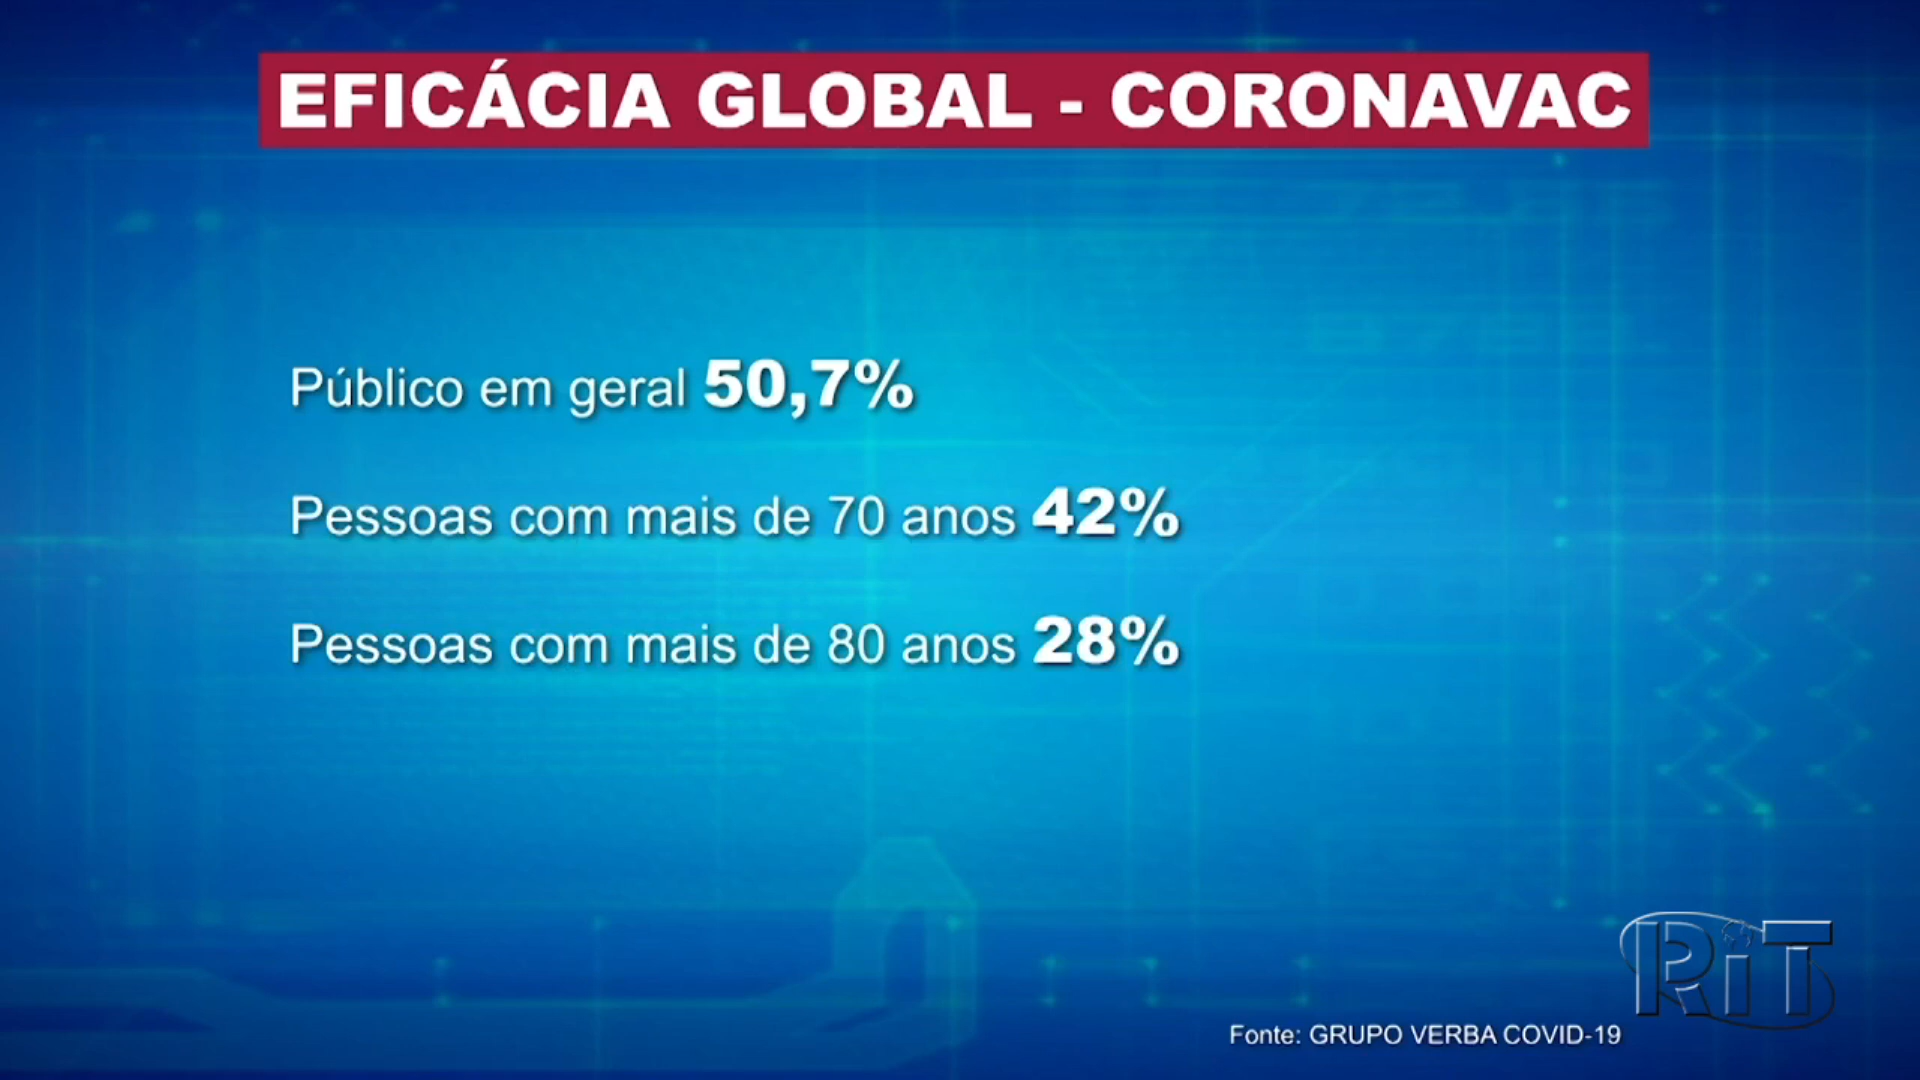 EFICÁCIA GLOBAL - CORONAVAC
Público em geral 50,7%
Pessoas com mais de 70 anos 42%
Pessoas com mais de 80 anos 28%
RiT
Fonte: GRUPO VERBA COVID-19